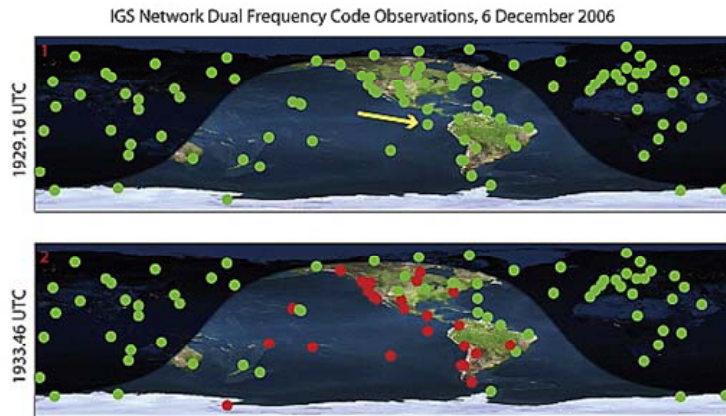 IGS Network Dual Frequency Code Observations, 6 December 2006
1
1929.16 UTC
2
1933.46 UTC